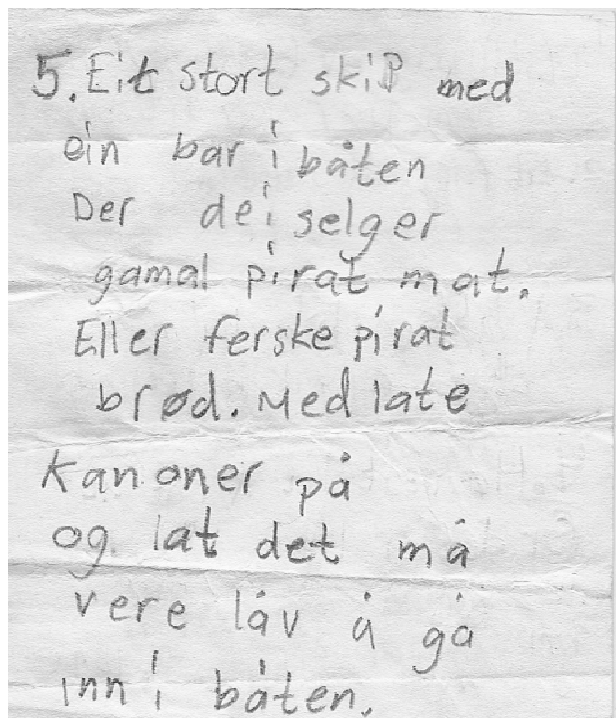 5. Eit stort skip med
ein bar i båten
Der dei selger
gamal pirat mat.
Eller ferske pirat
brød. Med late
kanoner på
og lat det må
vere låv å gå
inn i båten.